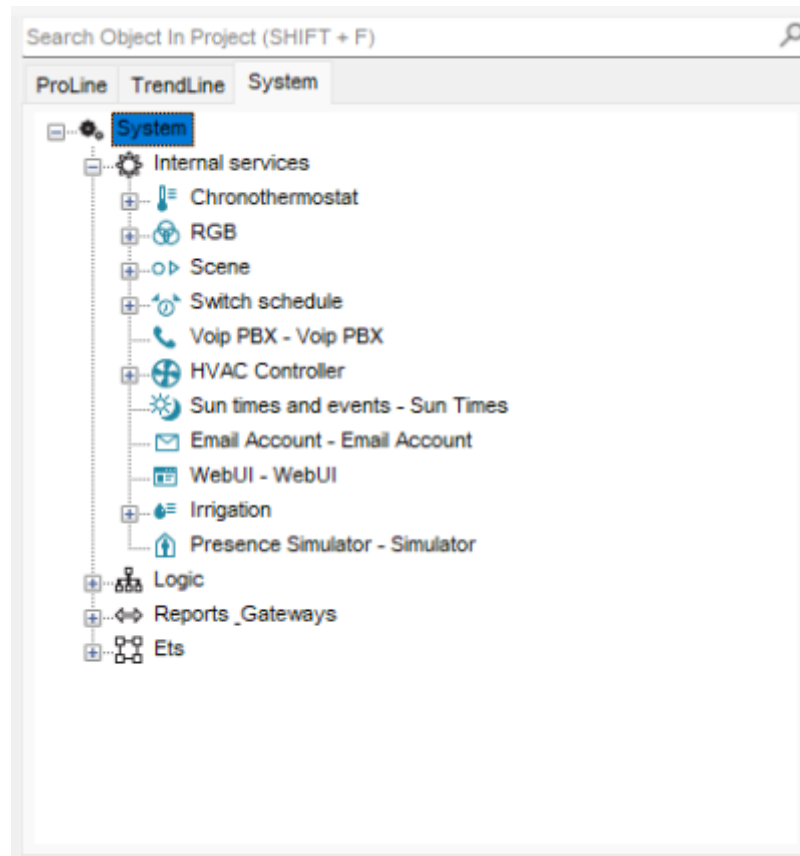 Search Object In Project (SHIFT + F)
ProLine TrendLine System
System
Internal services
Chronothermostat
RGB
Scene
Switch schedule
Voip PBX - Voip PBX
HVAC Controller
Sun times and events - Sun Times
Email Account - Email Account
WebUI - WebUI
Irrigation
Presence Simulator - Simulator
Logic
Reports _Gateways
Ets